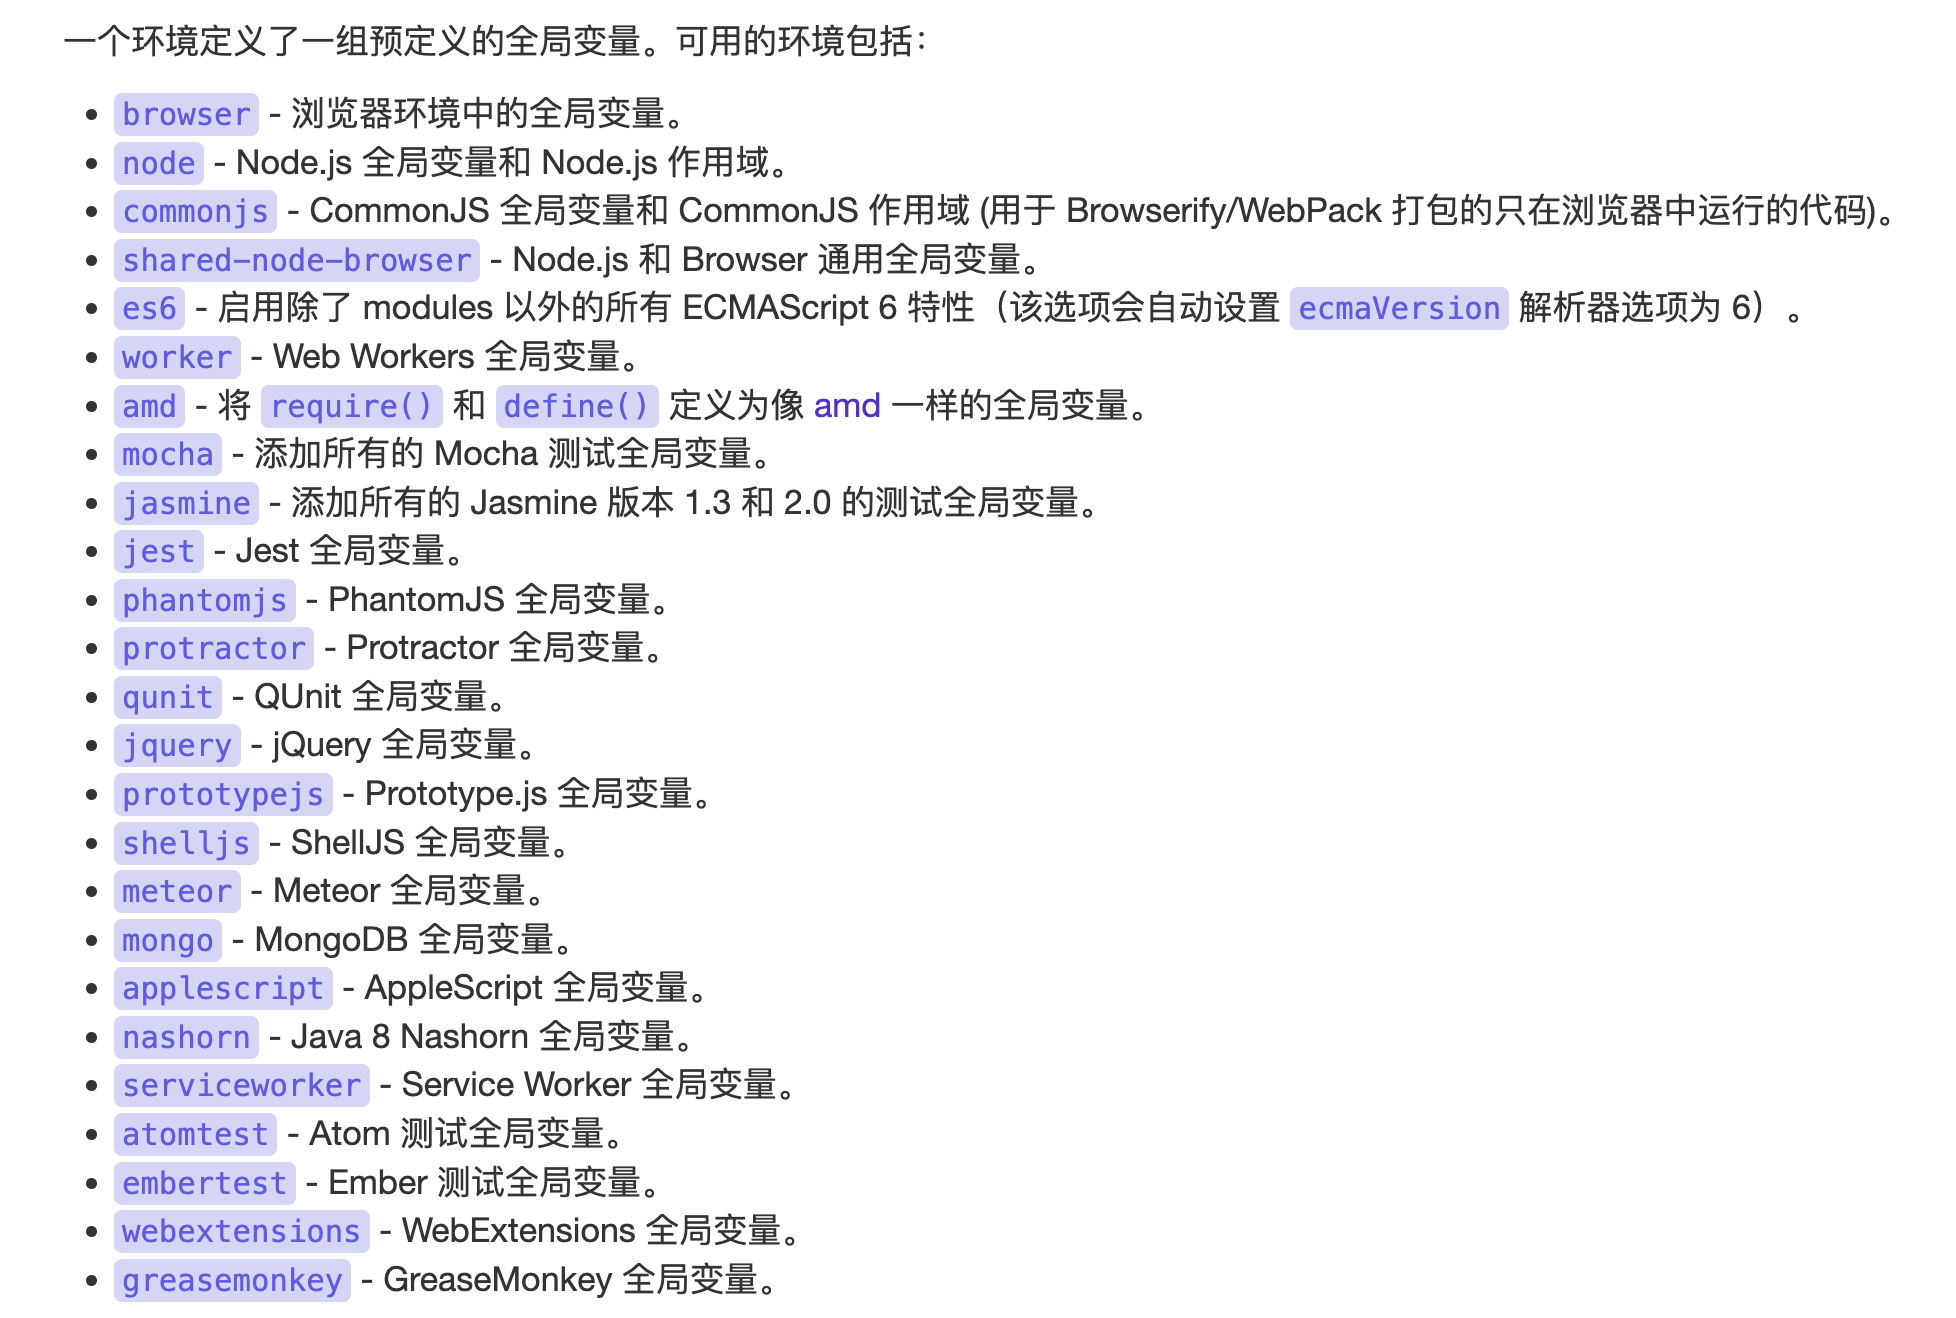 一个环境定义了一组预定义的全局变量。可用的环境包括：
browser - 浏览器环境中的全局变量。
node - Node.js 全局变量和 Node.js 作用域。
commonjs - CommonJS 全局变量和 CommonJS 作用域 (用于 Browserify/WebPack 打包的只在浏览器中运行的代码)。
shared-node-browser - Node.js 和 Browser 通用全局变量。
es6 - 启用除了 modules 以外的所有 ECMAScript 6 特性（该选项会自动设置 ecmaVersion 解析器选项为 6）。
worker - Web Workers 全局变量。
amd - 将 require() 和 define() 定义为像 amd 一样的全局变量。
mocha - 添加所有的 Mocha 测试全局变量。
jasmine - 添加所有的 Jasmine 版本 1.3 和 2.0 的测试全局变量。
jest - Jest 全局变量。
phantomjs - PhantomJS 全局变量。
protractor - Protractor 全局变量。
qunit - QUnit 全局变量。
jquery - jQuery 全局变量。
prototypejs - Prototype.js 全局变量。
shelljs - ShellJS 全局变量。
meteor - Meteor 全局变量。
mongo - MongoDB 全局变量。
applescript - AppleScript 全局变量。
nashorn - Java 8 Nashorn 全局变量。
serviceworker - Service Worker 全局变量。
atomtest - Atom 测试全局变量。
embertest - Ember 测试全局变量。
webextensions - WebExtensions 全局变量。
greasemonkey - GreaseMonkey 全局变量。